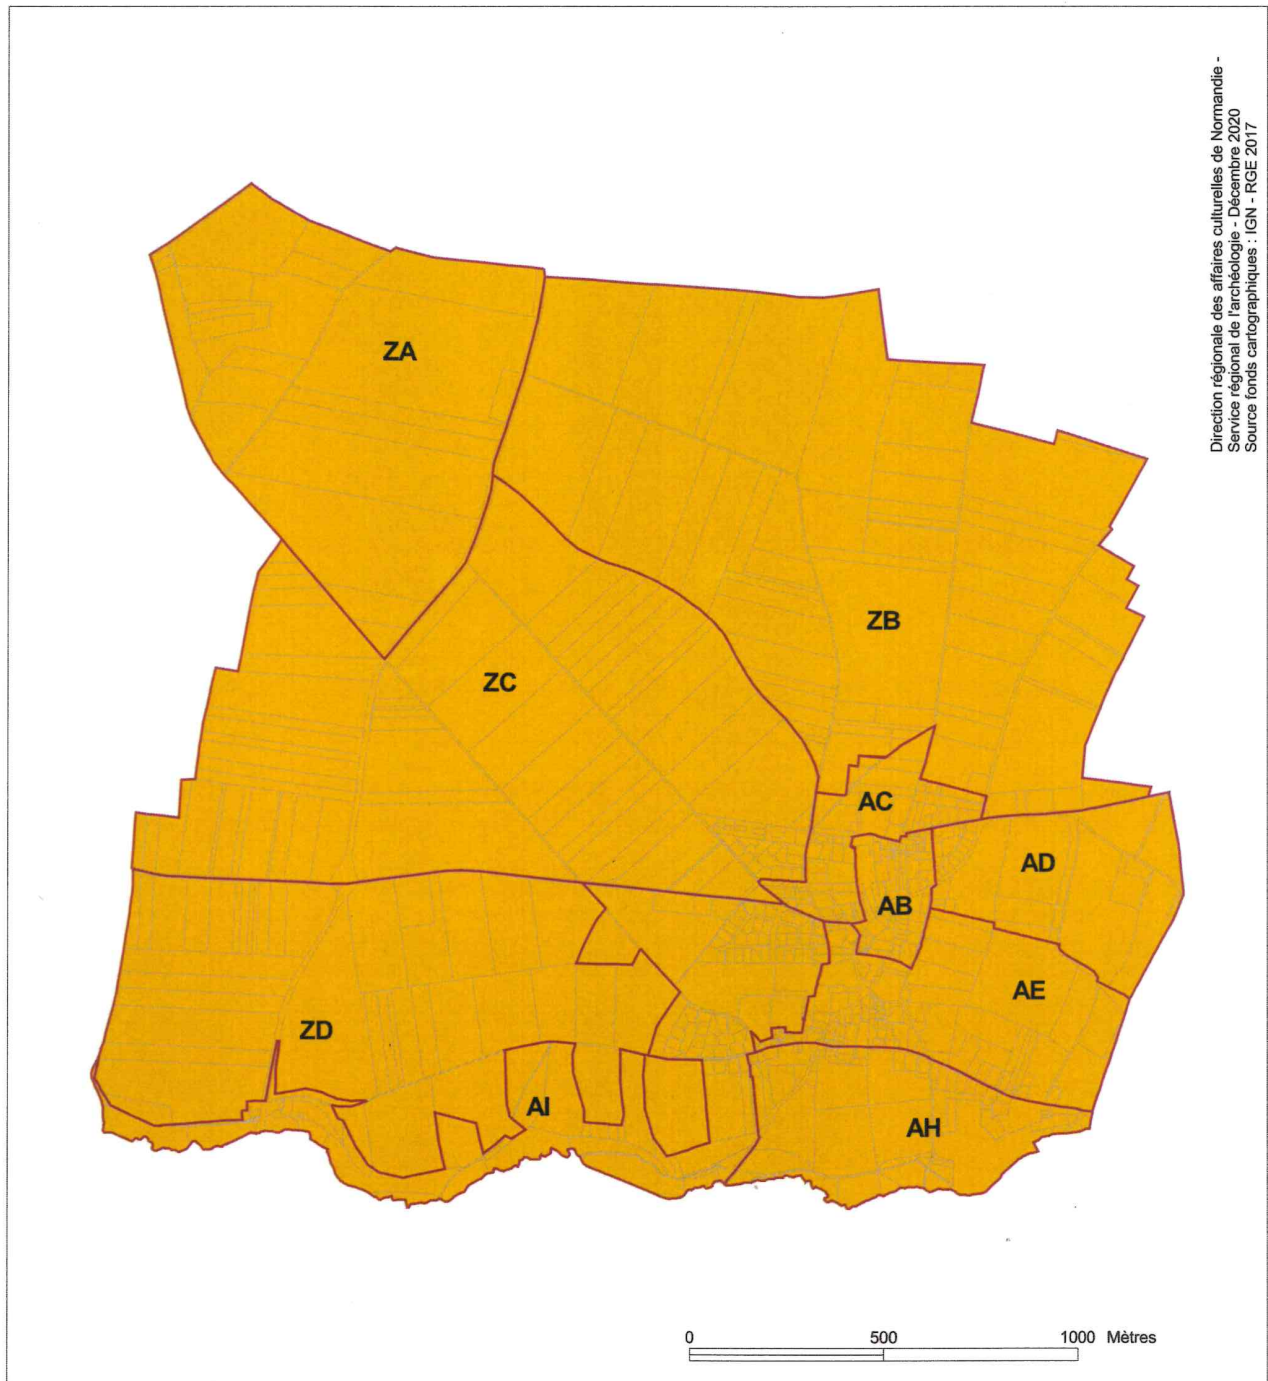 Direction régionale des affaires culturelles de Normandie -
Service régional de l'archéologie - Décembre 2020
Source fonds cartographiques : IGN - RGE 2017
ZA
ZB
ZC
AC
AD
AB
AE
ZD
AI
AH
0 500 1000 Mètres